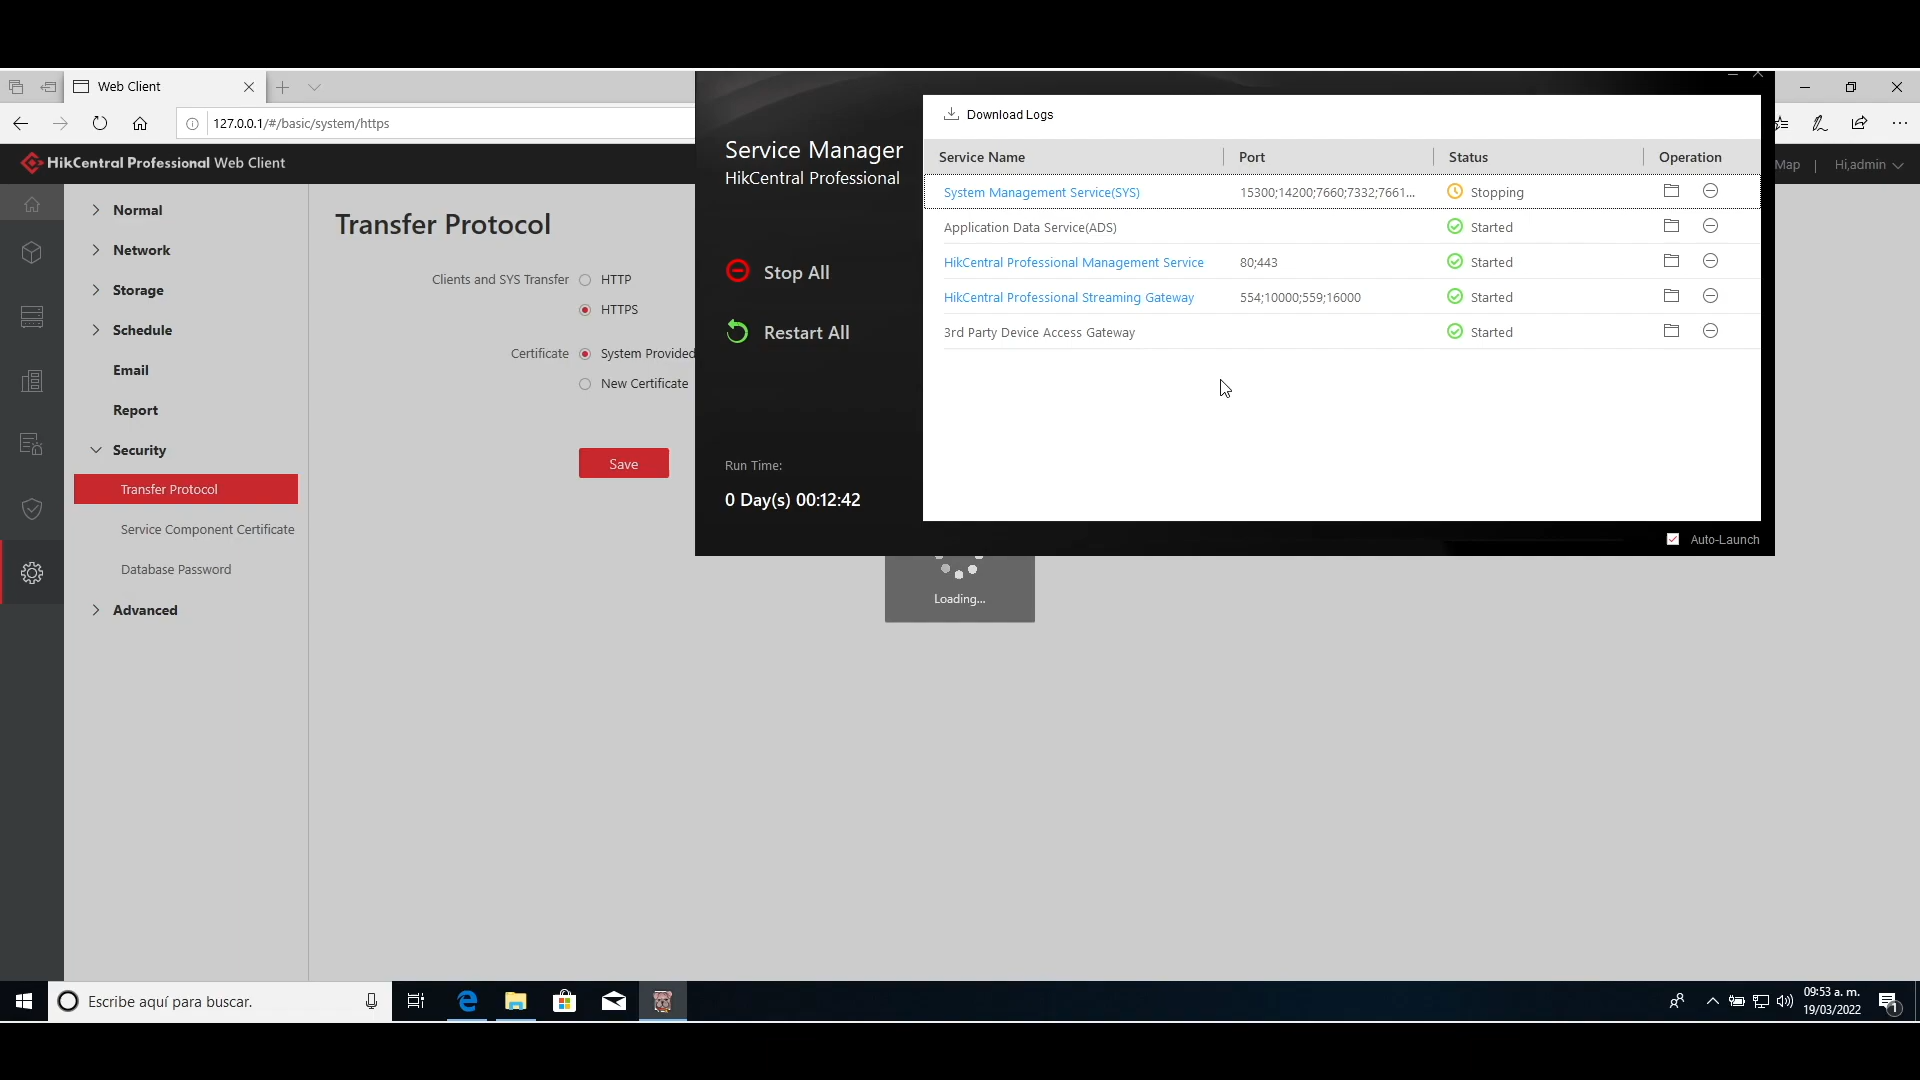 Web Client
127.0.0.1/#/basic/system/https
HikCentral Professional Web Client
Map | Hi,admin
Normal
Network
Storage
Schedule
Email
Report
Security
Transfer Protocol
Service Component Certificate
Database Password
Advanced
Transfer Protocol
Clients and SYS Transfer HTTP
HTTPS
Certificate System Provided
New Certificate
Save
Service Manager
HikCentral Professional
Stop All
Restart All
Run Time:
0 Day(s) 00:12:42
Download Logs
Service Name Port Status Operation
System Management Service(SYS) 15300;14200;7660;7332;7661... Stopping
Application Data Service(ADS) Started
HikCentral Professional Management Service 80;443 Started
HikCentral Professional Streaming Gateway 554;10000;559;16000 Started
3rd Party Device Access Gateway Started
Auto-Launch
Loading...
Escribe aquí para buscar.
09:53 a. m.
19/03/2022
1